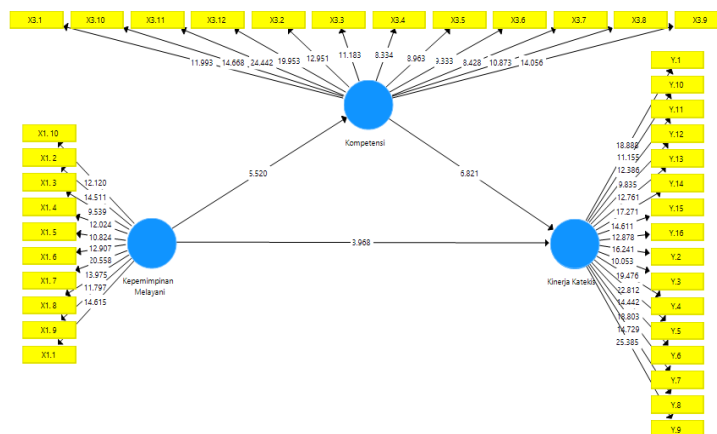 X3.1 X3.10 X3.11 X3.12 X3.2 X3.3 X3.4 X3.5 X3.6 X3.7 X3.8 X3.9
11.993 14.668 24.442 19.953 12.951 11.183 8.334 8.963 9.333 8.428 10.873 14.056
Kompetensi
5.520
6.821
3.968
X1. 10
X1. 2
X1. 3
X1. 4
X1. 5
X1. 6
X1. 7
X1. 8
X1. 9
X1.1
12.120
14.511
9.539
12.024
10.824
12.907
20.558
13.975
11.797
14.615
Kepemimpinan
Melayani
Kinerja Katekis
18.888
11.155
12.386
9.835
12.761
17.271
14.611
12.878
16.241
10.053
19.476
22.812
14.442
18.803
14.729
25.385
Y.1
Y.10
Y.11
Y.12
Y.13
Y.14
Y.15
Y.16
Y.2
Y.3
Y.4
Y.5
Y.6
Y.7
Y.8
Y.9